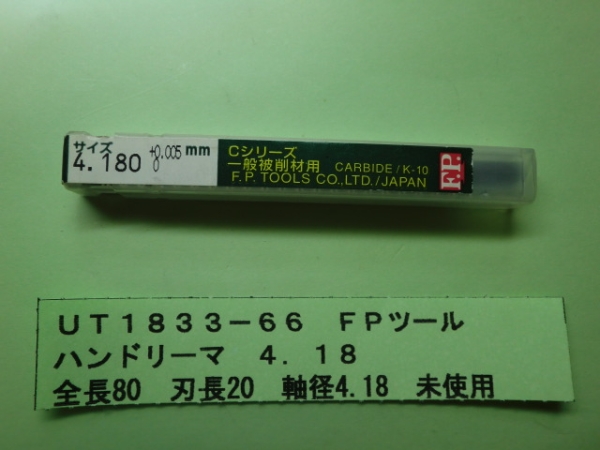 サイズ
4.180 +0.005 mm
0
Cシリーズ
一般被削材用 CARBIDE/K-10
F.P. TOOLS CO.,LTD./JAPAN
F.P.
UT1833-66 FPツール
ハンドリーマ 4.18
全長80 刃長20 軸径4.18 未使用